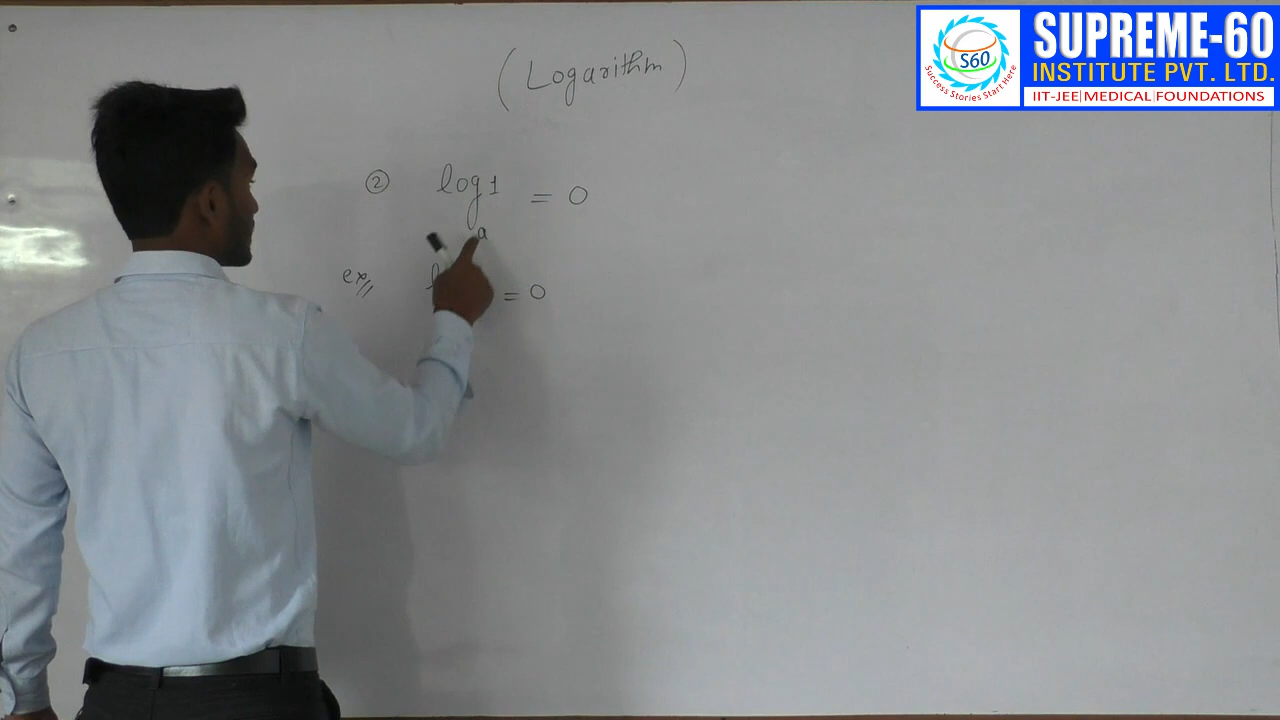 SUPREME-60
INSTITUTE PVT. LTD.
IIT-JEE|MEDICAL|FOUNDATIONS
S60
Success Stories Start Here
(Logarithm)
② log 1 = 0
a
ex// l = 0